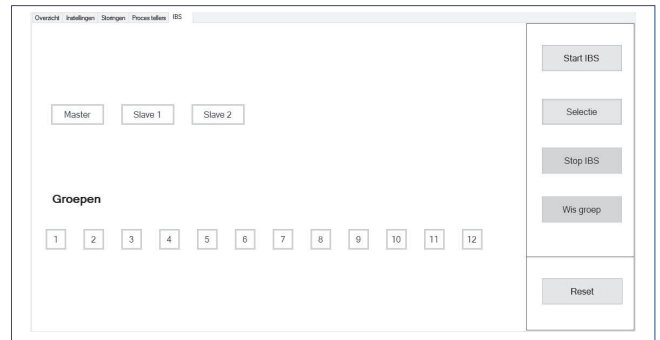 Overzicht Instellingen Storingen Proces tellers IBS
Start IBS
Master Slave 1 Slave 2
Selectie
Stop IBS
Groepen
Wis groep
1 2 3 4 5 6 7 8 9 10 11 12
Reset